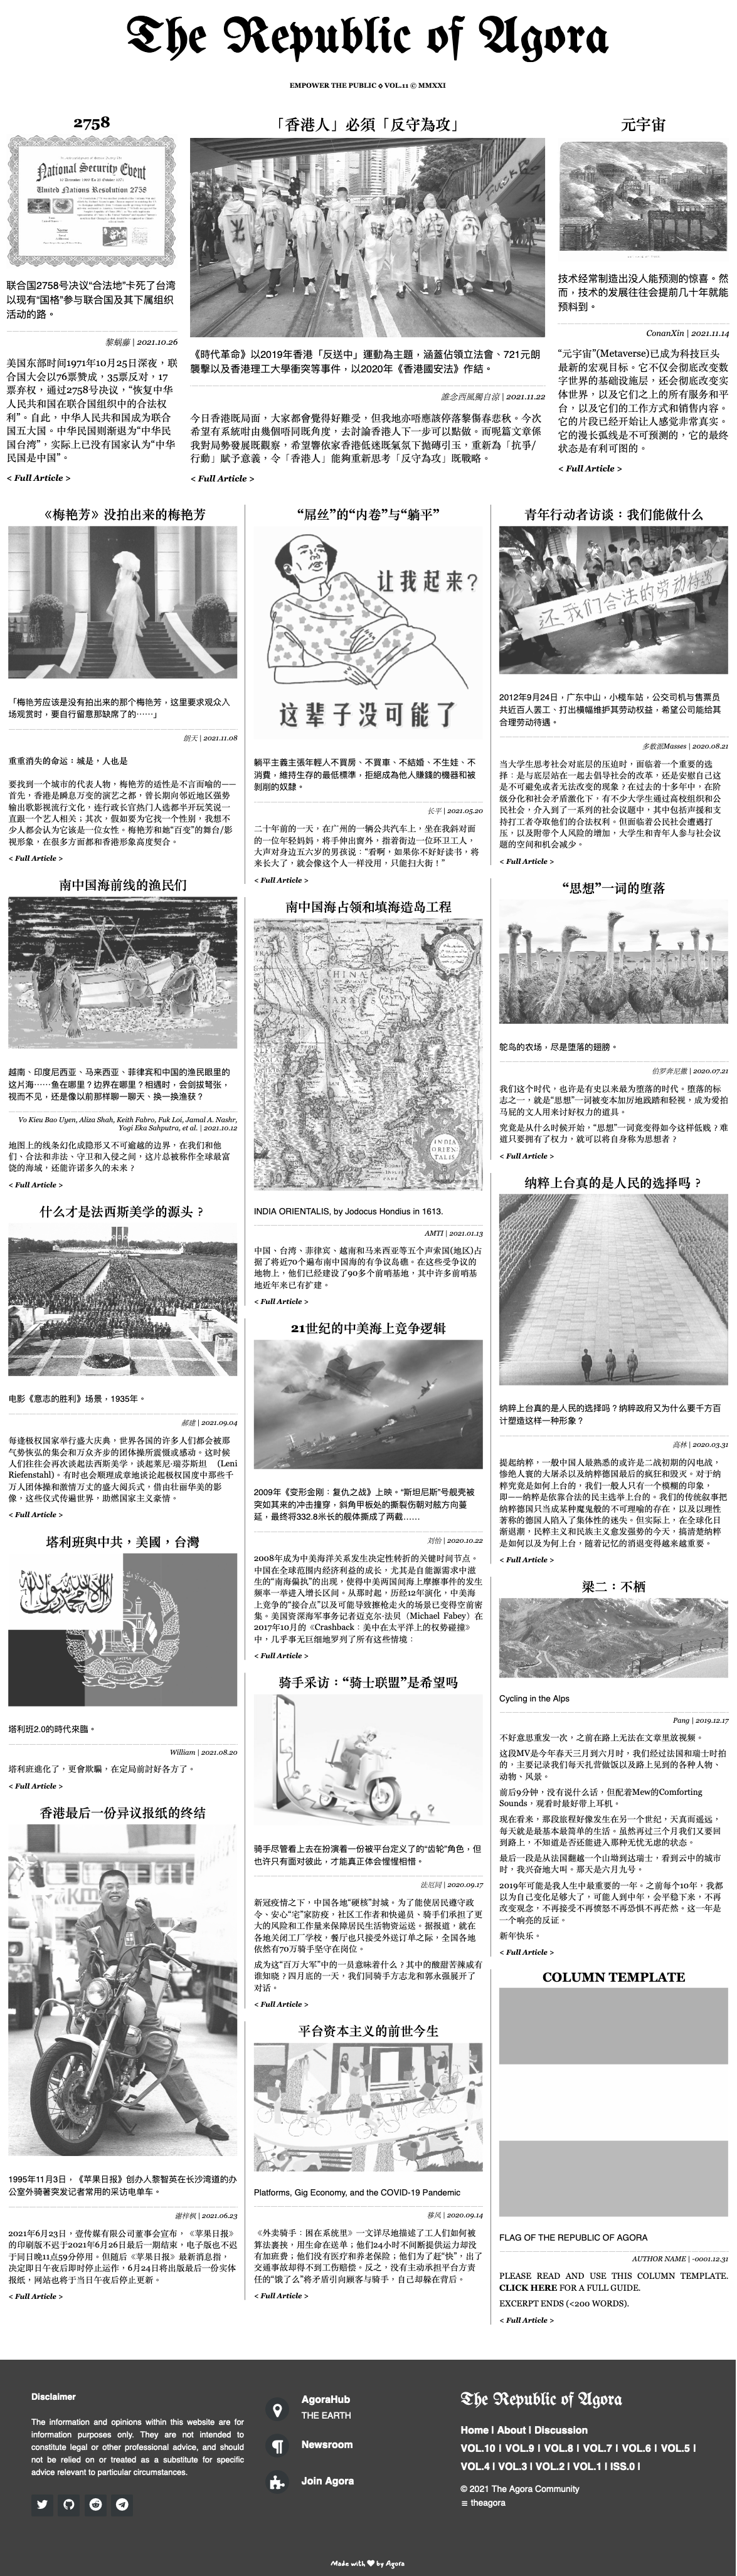 The Republic of Agora
EMPOWER THE PUBLIC ◊ VOL.11 © MMXXI
2758
National Security Event
United Nations Resolution 2758
联合国2758号决议“合法地”卡死了台湾
以现有“国格”参与联合国及其下属组织
活动的路。
黎蝸藤 | 2021.10.26
美国东部时间1971年10月25日深夜，联
合国大会以76票赞成，35票反对，17
票弃权，通过2758号决议，“恢复中华
人民共和国在联合国组织中的合法权
利”。自此，中华人民共和国成为联合
国五大国。中华民国则渐退为“中华民
国台湾”，实际上已没有国家认为“中华
民国是中国”。
< Full Article >
「香港人」必須「反守為攻」
《時代革命》以2019年香港「反送中」運動為主題，涵蓋佔領立法會、721元朗
襲擊以及香港理工大學衝突等事件，以2020年《香港國安法》作結。
誰念西風獨自涼 | 2021.11.22
今日香港既局面，大家都會覺得好難受，但我地亦唔應該停落黎傷春悲秋。今次
希望有系統咁由幾個唔同既角度，去討論香港人下一步可以點做。而呢篇文章係
我對局勢發展既觀察，希望響依家香港低迷既氣氛下拋磚引玉，重新為「抗爭/
行動」賦予意義，令「香港人」能夠重新思考「反守為攻」既戰略。
< Full Article >
元宇宙
技术经常制造出没人能预测的惊喜。然
而，技术的发展往往会提前几十年就能
预料到。
ConanXin | 2021.11.14
“元宇宙”(Metaverse)已成为科技巨头
最新的宏观目标。它不仅会彻底改变数
字世界的基础设施层，还会彻底改变实
体世界，以及它们之上的所有服务和平
台，以及它们的工作方式和销售内容。
它的片段已经开始让人感觉非常真实。
它的漫长弧线是不可预测的，它的最终
状态是有利可图的。
< Full Article >
《梅艳芳》没拍出来的梅艳芳
「梅艳芳应该是没有拍出来的那个梅艳芳，这里要求观众入
场观赏时，要自行留意那缺席了的⋯⋯」
朗天 | 2021.11.08
重重消失的命运：城是，人也是
要找到一个城市的代表人物，梅艳芳的适性是不言而喻的——
首先，香港是瞬息万变的演艺之都，曾长期向邻近地区强势
输出歌影视流行文化，连行政长官热门人选都半开玩笑说一
直跟一个艺人相关；其次，假如要为它找一个性别，我想不
少人都会认为它该是一位女性。梅艳芳和她“百变”的舞台/影
视形象，在很多方面都和香港形象高度契合。
< Full Article >
南中国海前线的渔民们
越南、印度尼西亚、马来西亚、菲律宾和中国的渔民眼里的
这片海⋯⋯鱼在哪里？边界在哪里？相遇时，会剑拔弩张，
视而不见，还是像以前那样聊一聊天、换一换渔获？
Vo Kieu Bao Uyen, Aliza Shah, Keith Fabro, Fuk Loi, Jamal A. Nashr,
Yogi Eka Sahputra, et al. | 2021.10.12
地图上的线条幻化成隐形又不可逾越的边界，在我们和他
们、合法和非法、守卫和入侵之间，这片总被称作全球最富
饶的海域，还能许诺多久的未来？
< Full Article >
什么才是法西斯美学的源头？
电影《意志的胜利》场景，1935年。
郝建 | 2021.09.04
每逢极权国家举行盛大庆典，世界各国的许多人们都会被那
气势恢弘的集会和万众齐步的团体操所震慑或感动。这时候
人们往往会再次谈起法西斯美学，谈起莱尼·瑞芬斯坦 (Leni
Riefenstahl)。有时也会顺理成章地谈论起极权国度中那些千
万人团体操和激情万丈的盛大阅兵式，借由壮丽华美的影
像，这些仪式传遍世界，助燃国家主义豪情。
< Full Article >
塔利班與中共，美國，台灣
塔利班2.0的時代來臨。
William | 2021.08.20
塔利班進化了，更會欺騙，在定局前討好各方了。
< Full Article >
香港最后一份异议报纸的终结
1995年11月3日，《苹果日报》创办人黎智英在长沙湾道的办
公室外骑著突发记者常用的采访电单车。
谢梓枫 | 2021.06.23
2021年6月23日，壹传媒有限公司董事会宣布，《苹果日报》
的印刷版不迟于2021年6月26日最后一期结束，电子版也不迟
于同日晚11点59分停用。但随后《苹果日报》最新消息指，
决定即日午夜后即时停止运作，6月24日将出版最后一份实体
报纸，网站也将于当日午夜后停止更新。
< Full Article >
“屌丝”的“内卷”与“躺平”
让我起来？
这辈子没可能了
躺平主義主張年輕人不買房、不買車、不結婚、不生娃、不
消費，維持生存的最低標準，拒絕成為他人賺錢的機器和被
剝削的奴隸。
长平 | 2021.05.20
二十年前的一天，在广州的一辆公共汽车上，坐在我斜对面
的一位年轻妈妈，将手伸出窗外，指着街边一位环卫工人，
大声对身边五六岁的男孩说：“看啊，如果你不好好读书，将
来长大了，就会像这个人一样没用，只能扫大街！”
< Full Article >
南中国海占领和填海造岛工程
INDIA ORIENTALIS, by Jodocus Hondius in 1613.
AMTI | 2021.01.13
中国、台湾、菲律宾、越南和马来西亚等五个声索国(地区)占
据了将近70个遍布南中国海的有争议岛礁。在这些受争议的
地物上，他们已经建设了90多个前哨基地，其中许多前哨基
地近年来已有扩建。
< Full Article >
21世纪的中美海上竞争逻辑
2009年《变形金刚：复仇之战》上映。“斯坦尼斯”号舰壳被
突如其来的冲击撞穿，斜角甲板处的撕裂伤朝对舷方向蔓
延，最终将332.8米长的舰体撕成了两截⋯⋯
刘怡 | 2020.10.22
2008年成为中美海洋关系发生决定性转折的关键时间节点。
中国在全球范围内经济利益的成长，尤其是自能源需求中滋
生的“南海偏执”的出现，使得中美两国间海上摩擦事件的发生
频率一举进入增长区间。从那时起，历经12年演化，中美海
上竞争的“接合点”以及可能导致擦枪走火的场景已变得空前密
集。美国资深海军事务记者迈克尔·法贝（Michael Fabey）在
2017年10月的《Crashback：美中在太平洋上的权势碰撞》
中，几乎事无巨细地罗列了所有这些情境：
< Full Article >
骑手采访：“骑士联盟”是希望吗
骑手尽管看上去在扮演着一份被平台定义了的“齿轮”角色，但
也许只有面对彼此，才能真正体会惺惺相惜。
法厄同 | 2020.09.17
新冠疫情之下，中国各地“硬核”封城。为了能使居民遵守政
令、安心“宅”家防疫，社区工作者和快递员、骑手们承担了更
大的风险和工作量来保障居民生活物资运送。据报道，就在
各地关闭工厂学校，餐厅也只接受外送订单之际，全国各地
依然有70万骑手坚守在岗位。
成为这“百万大军”中的一员意味着什么？其中的酸甜苦辣或有
谁知晓？四月底的一天，我们同骑手方志龙和郭永强展开了
对话。
< Full Article >
平台资本主义的前世今生
Platforms, Gig Economy, and the COVID-19 Pandemic
移风 | 2020.09.14
《外卖骑手：困在系统里》一文详尽地描述了工人们如何被
算法裹挟，用生命在送单；他们24小时不间断提供运力却没
有加班费；他们没有医疗和养老保险；他们为了赶“快”，出了
交通事故却得不到工伤赔偿。反之，没有主动承担平台方责
任的“饿了么”将矛盾引向顾客与骑手，自己却躲在背后。
< Full Article >
青年行动者访谈：我们能做什么
还我们合法的劳动待遇
2012年9月24日，广东中山，小榄车站，公交司机与售票员
共近百人罢工、打出横幅维护其劳动权益，希望公司能给其
合理劳动待遇。
多数派Masses | 2020.08.21
当大学生思考社会对底层的压迫时，而临着一个重要的选
择：是与底层站在一起去倡导社会的改革，还是安慰自己这
是不可避免或者无法改变的现象？在过去的十多年中，在阶
级分化和社会矛盾激化下，有不少大学生通过高校组织和公
民社会，介入到了一系列的社会议题中，其中包括声援和支
持打工者夺取他们的合法权利。但面临着公民社会遭遇打
压，以及附带个人风险的增加，大学生和青年人参与社会议
题的空间和机会减少。
< Full Article >
“思想”一词的堕落
鸵鸟的农场，尽是堕落的翅膀。
伯罗奔尼撒 | 2020.07.21
我们这个时代，也许是有史以来最为堕落的时代。堕落的标
志之一，就是“思想”一词被变本加厉地践踏和轻视，成为爱拍
马屁的文人用来讨好权力的道具。
究竟是从什么时候开始，“思想”一词竟变得如今这样低贱？难
道只要拥有了权力，就可以将自身称为思想者？
< Full Article >
纳粹上台真的是人民的选择吗？
纳粹上台真的是人民的选择吗？纳粹政府又为什么要千方百
计塑造这样一种形象？
高林 | 2020.03.31
提起纳粹，一般中国人最熟悉的或许是二战初期的闪电战，
惨绝人寰的大屠杀以及纳粹德国最后的疯狂和毁灭。对于纳
粹究竟是如何上台的，我们一般人只有一个模糊的印象，
即——纳粹是依靠合法的民主选举上台的。我们的传统叙事把
纳粹德国只当成某种魔鬼般的不可理喻的存在，以及以理性
著称的德国人陷入了集体性的迷失。但实际上，在全球化日
渐退潮，民粹主义和民族主义愈发强势的今天，搞清楚纳粹
是如何以及为何上台，随着记忆的消退变得越来越重要。
< Full Article >
梁二：不栖
Cycling in the Alps
Pang | 2019.12.17
不好意思重发一次，之前在路上无法在文章里放视频。
这段MV是今年春天三月到六月时，我们经过法国和瑞士时拍
的，主要记录我们每天扎营做饭以及路上见到的各种人物、
动物、风景。
前后9分钟，没有说什么话，但配着Mew的Comforting
Sounds，观看时最好带上耳机。
现在看来，那段旅程好像发生在另一个世纪，天真而遥远，
每天就是最基本最简单的生活。虽然再过三个月我们又要回
到路上，不知道是否还能进入那种无忧无虑的状态。
最后一段是从法国翻越一个山坳到达瑞士，看到云中的城市
时，我兴奋地大叫。那天是六月九号。
2019年可能是我人生中最重要的一年。之前每个10年，我都
以为自己变化足够大了，可能人到中年，会平稳下来，不再
改变观念，不再接受不再愤怒不再恐惧不再茫然。这一年是
一个响亮的反证。
新年快乐。
< Full Article >
COLUMN TEMPLATE
FLAG OF THE REPUBLIC OF AGORA
AUTHOR NAME | -0001.12.31
PLEASE READ AND USE THIS COLUMN TEMPLATE.
CLICK HERE FOR A FULL GUIDE.
EXCERPT ENDS (<200 WORDS).
< Full Article >
Disclaimer
The information and opinions within this website are for
information purposes only. They are not intended to
constitute legal or other professional advice, and should
not be relied on or treated as a substitute for specific
advice relevant to particular circumstances.
AgoraHub
THE EARTH
Newsroom
Join Agora
The Republic of Agora
Home | About | Discussion
VOL.10 | VOL.9 | VOL.8 | VOL.7 | VOL.6 | VOL.5 |
VOL.4 | VOL.3 | VOL.2 | VOL.1 | ISS.0 |
© 2021 The Agora Community
≡ theagora
Made with ♥ by Agora